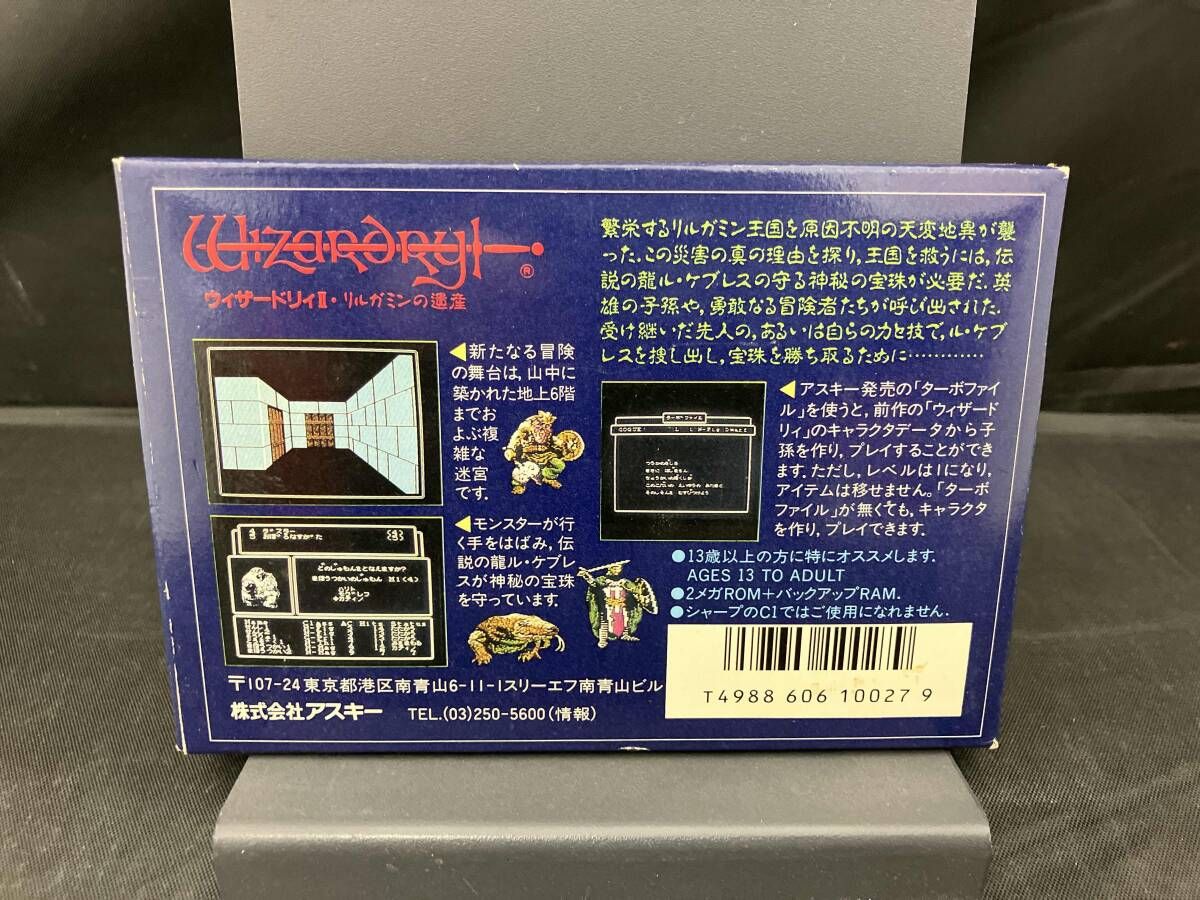 Wizardry®
ウィザードリィII・リルガミンの遺産
繁栄するリルガミン王国を原因不明の天変地異が襲
った.この災害の真の理由を探り,王国を救うには,伝
説の龍ル・ケブレスの守る神秘の宝珠が必要だ.英
雄の子孫や,勇敢なる冒険者たちが呼び出された.
受け継いだ先人の,あるいは自らの力と技で,ル・ケブ
レスを捜し出し,宝珠を勝ち取るために…………
◀新たなる冒険
の舞台は,山中に
築かれた地上6階
までお
よぶ複
雑な
迷宮
です.
◀アスキー発売の「ターボファイ
ル」を使うと,前作の「ウィザード
リィ」のキャラクタデータから子
孫を作り,プレイすることができ
ます.ただし,レベルは1になり,
アイテムは移せません.「ターボ
ファイル」が無くても,キャラクタ
を作り,プレイできます.
ターボファイル
どのじゅもんをとなえますか?
◀モンスターが行
く手をはばみ,伝
説の龍ル・ケブレ
スが神秘の宝珠
を守っています.
●13歳以上の方に特にオススメします.
AGES 13 TO ADULT
●2メガROM+バックアップRAM.
●シャープのC1ではご使用になれません.
〒107-24 東京都港区南青山6-11-1スリーエフ南青山ビル
株式会社アスキー TEL.(03)250-5600(情報)
T4988 606 10027 9